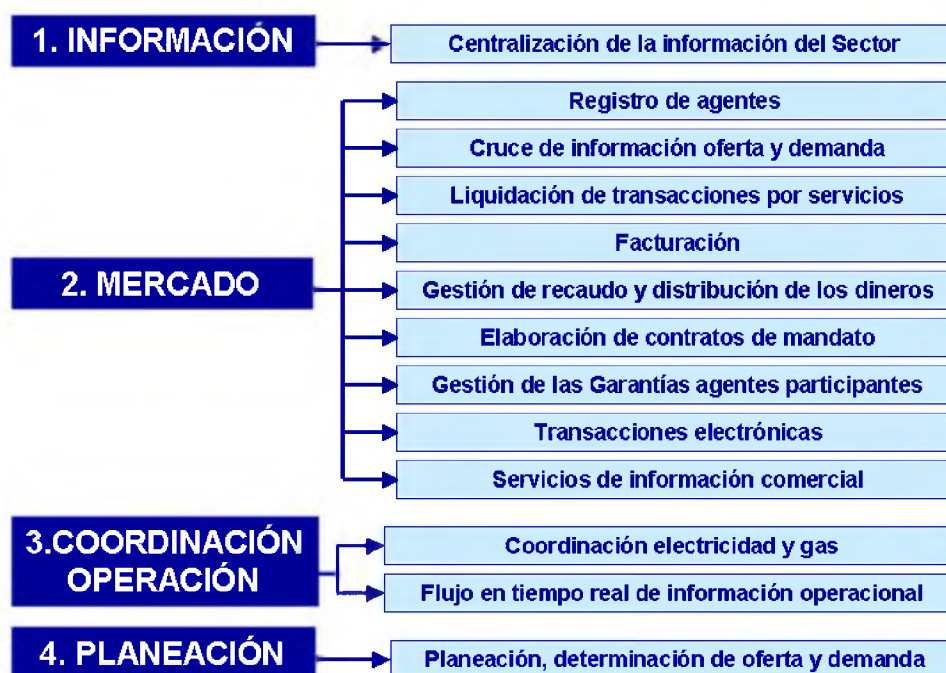 1. INFORMACIÓN
Centralización de la información del Sector
2. MERCADO
Registro de agentes
Cruce de información oferta y demanda
Liquidación de transacciones por servicios
Facturación
Gestión de recaudo y distribución de los dineros
Elaboración de contratos de mandato
Gestión de las Garantías agentes participantes
Transacciones electrónicas
Servicios de información comercial
3.COORDINACIÓN
OPERACIÓN
Coordinación electricidad y gas
Flujo en tiempo real de información operacional
4. PLANEACIÓN
Planeación, determinación de oferta y demanda